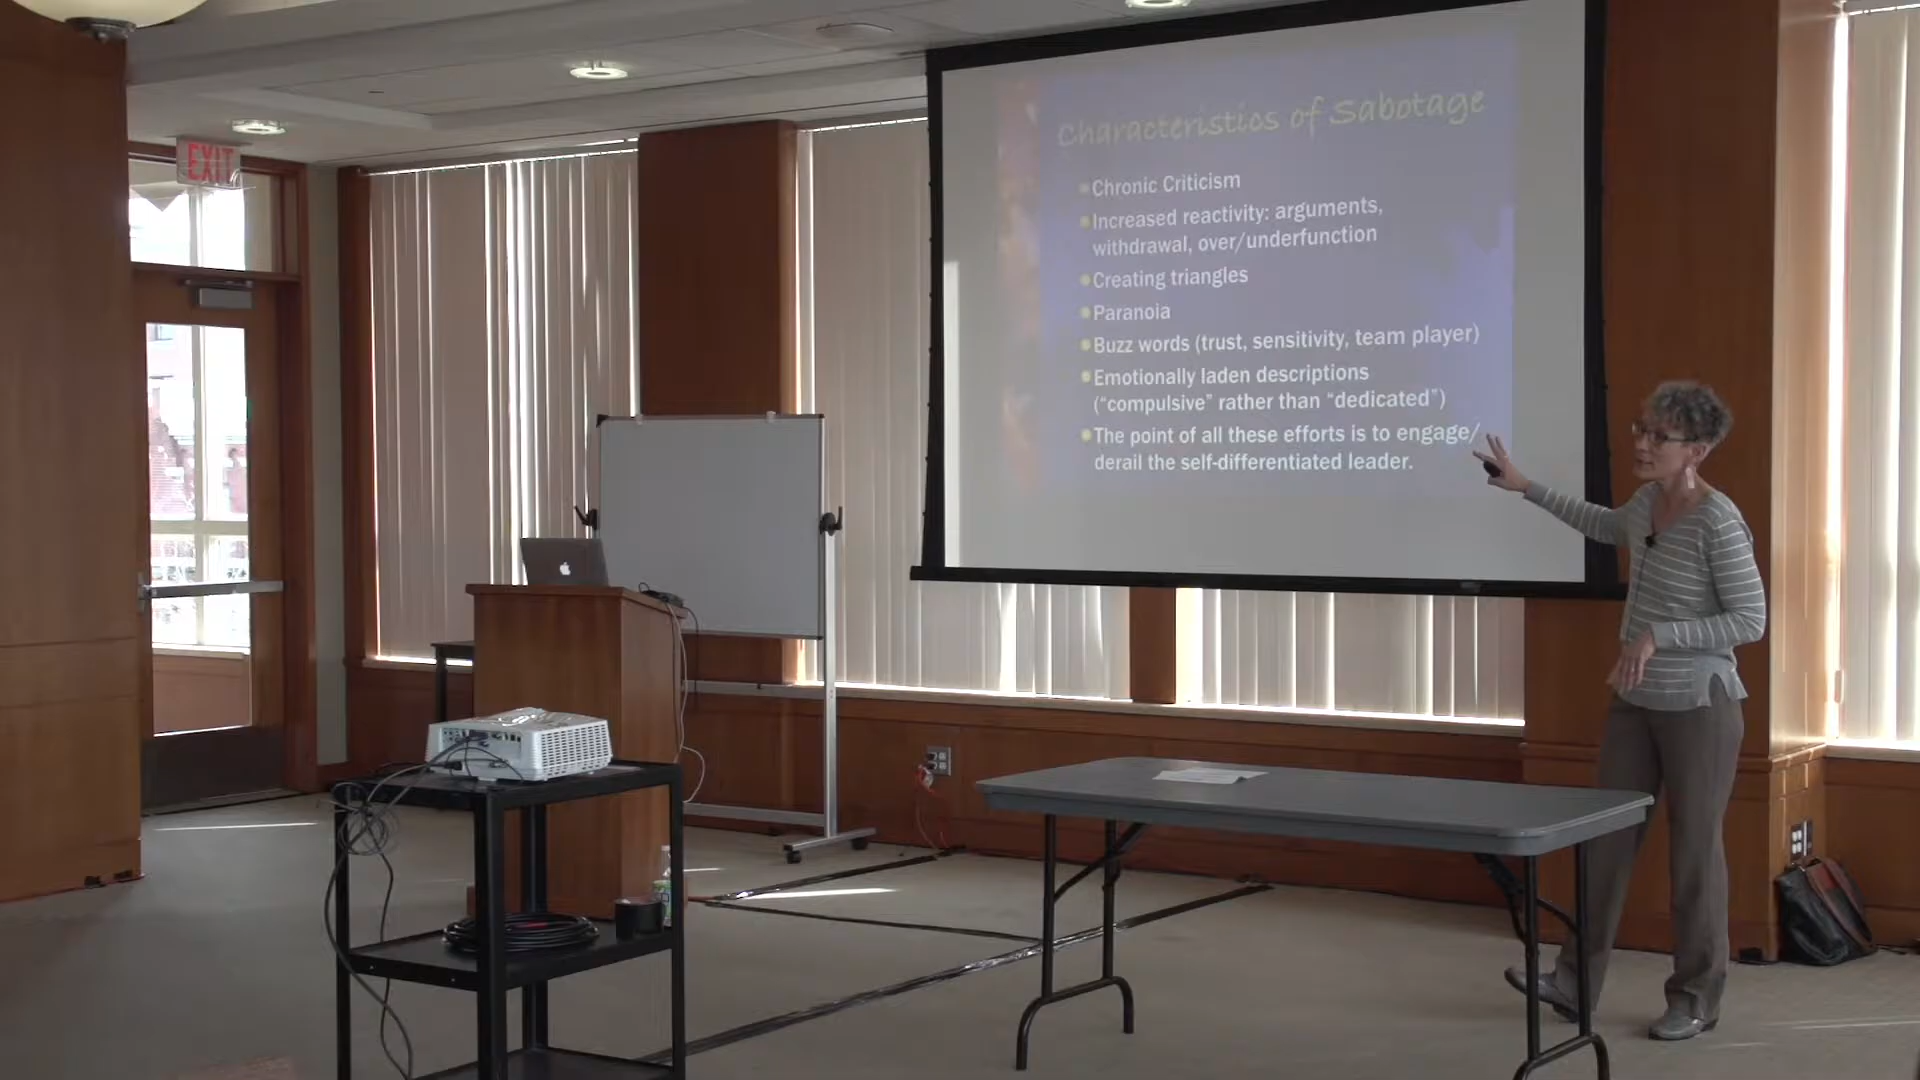 EXIT
Characteristics of Sabotage
Chronic Criticism
Increased reactivity: arguments,
withdrawal, over/underfunction
Creating triangles
Paranoia
Buzz words (trust, sensitivity, team player)
Emotionally laden descriptions
("compulsive" rather than "dedicated")
The point of all these efforts is to engage/
derail the self-differentiated leader.